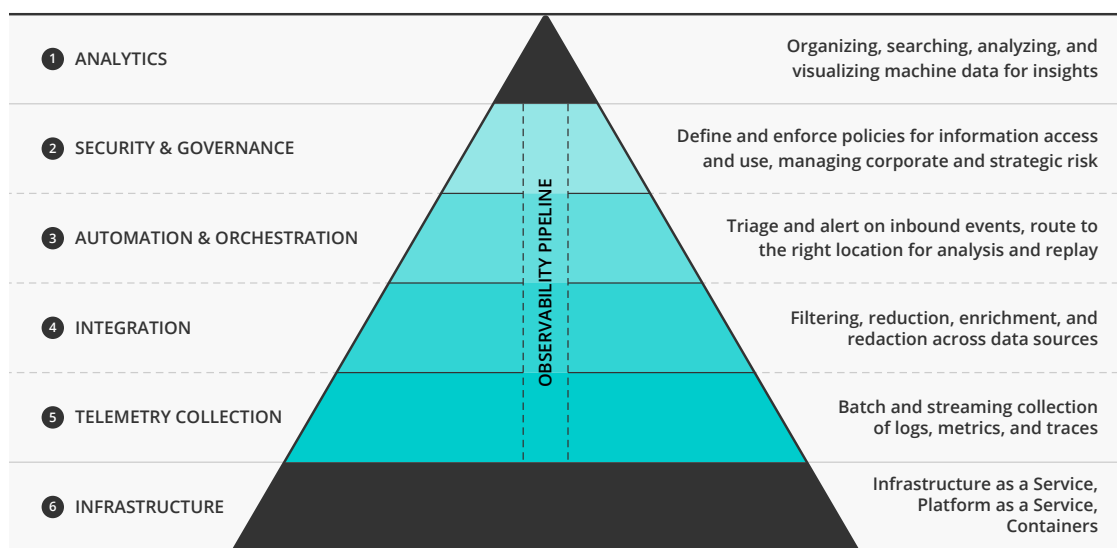 1 ANALYTICS
Organizing, searching, analyzing, and
visualizing machine data for insights
2 SECURITY & GOVERNANCE
Define and enforce policies for information access
and use, managing corporate and strategic risk
3 AUTOMATION & ORCHESTRATION
Triage and alert on inbound events, route to
the right location for analysis and replay
4 INTEGRATION
Filtering, reduction, enrichment, and
redaction across data sources
5 TELEMETRY COLLECTION
Batch and streaming collection
of logs, metrics, and traces
6 INFRASTRUCTURE
Infrastructure as a Service,
Platform as a Service,
Containers
OBSERVABILITY PIPELINE